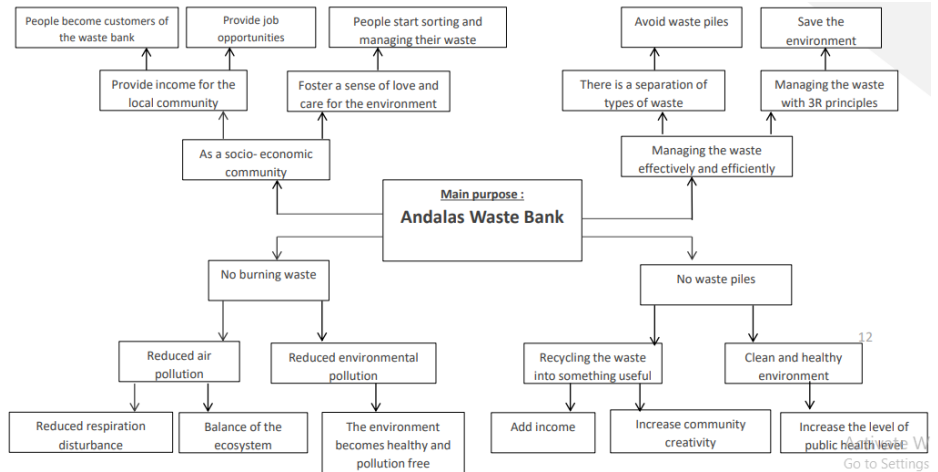 People become customers of
the waste bank
Provide job
opportunities
People start sorting and
managing their waste
Avoid waste piles
Save the
environment
Provide income for the
local community
Foster a sense of love and
care for the environment
There is a separation of
types of waste
Managing the waste
with 3R principles
As a socio- economic
community
Managing the waste
effectively and efficiently
Main purpose :
Andalas Waste Bank
No burning waste
No waste piles
12
Reduced air
pollution
Reduced environmental
pollution
Recycling the waste
into something useful
Clean and healthy
environment
Reduced respiration
disturbance
Balance of the
ecosystem
The environment
becomes healthy and
pollution free
Add income
Increase community
creativity
Increase the level of
public health level
Activate W
Go to Settings